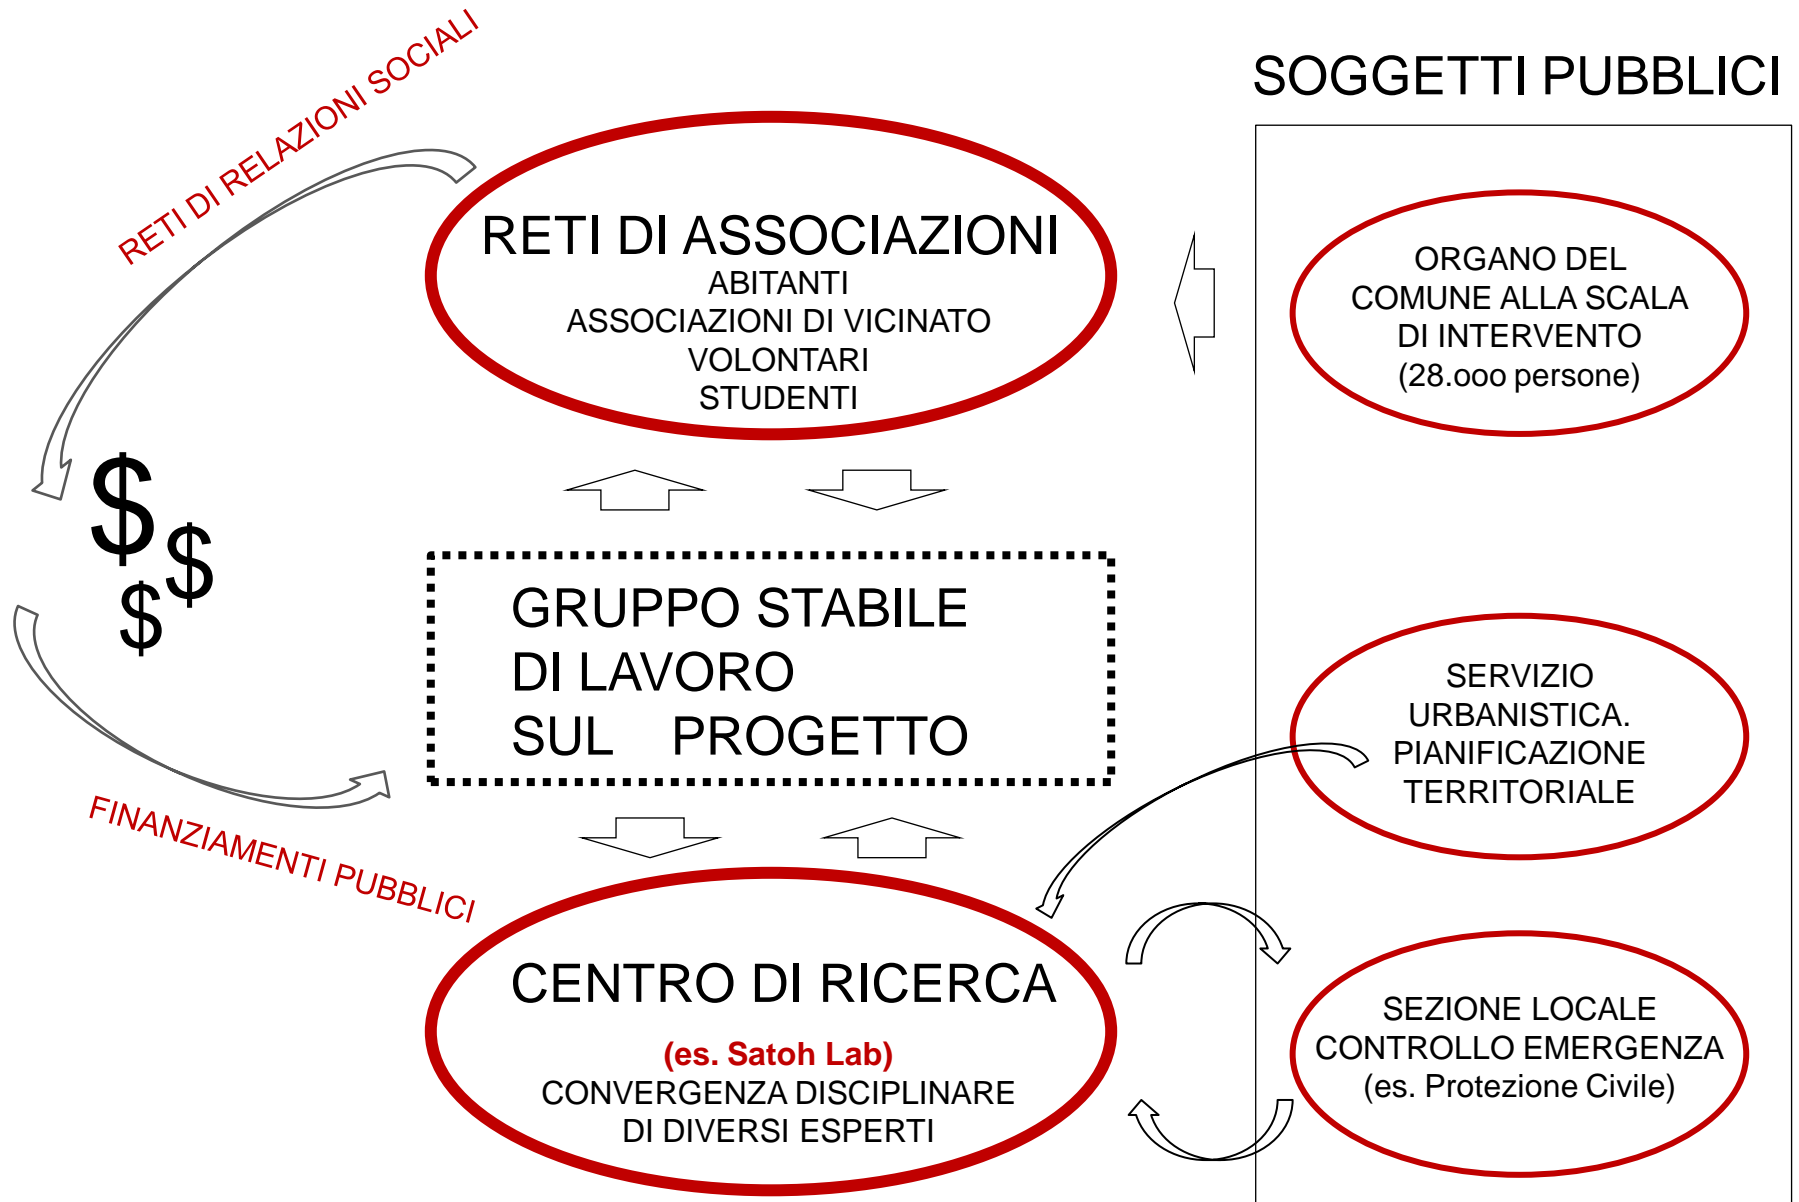 RETI DI RELAZIONI SOCIALI
SOGGETTI PUBBLICI
RETI DI ASSOCIAZIONI
ABITANTI
ASSOCIAZIONI DI VICINATO
VOLONTARI
STUDENTI
ORGANO DEL
COMUNE ALLA SCALA
DI INTERVENTO
(28.ooo persone)
$
$
$
GRUPPO STABILE
DI LAVORO
SUL PROGETTO
SERVIZIO
URBANISTICA.
PIANIFICAZIONE
TERRITORIALE
FINANZIAMENTI PUBBLICI
CENTRO DI RICERCA
(es. Satoh Lab)
CONVERGENZA DISCIPLINARE
DI DIVERSI ESPERTI
SEZIONE LOCALE
CONTROLLO EMERGENZA
(es. Protezione Civile)